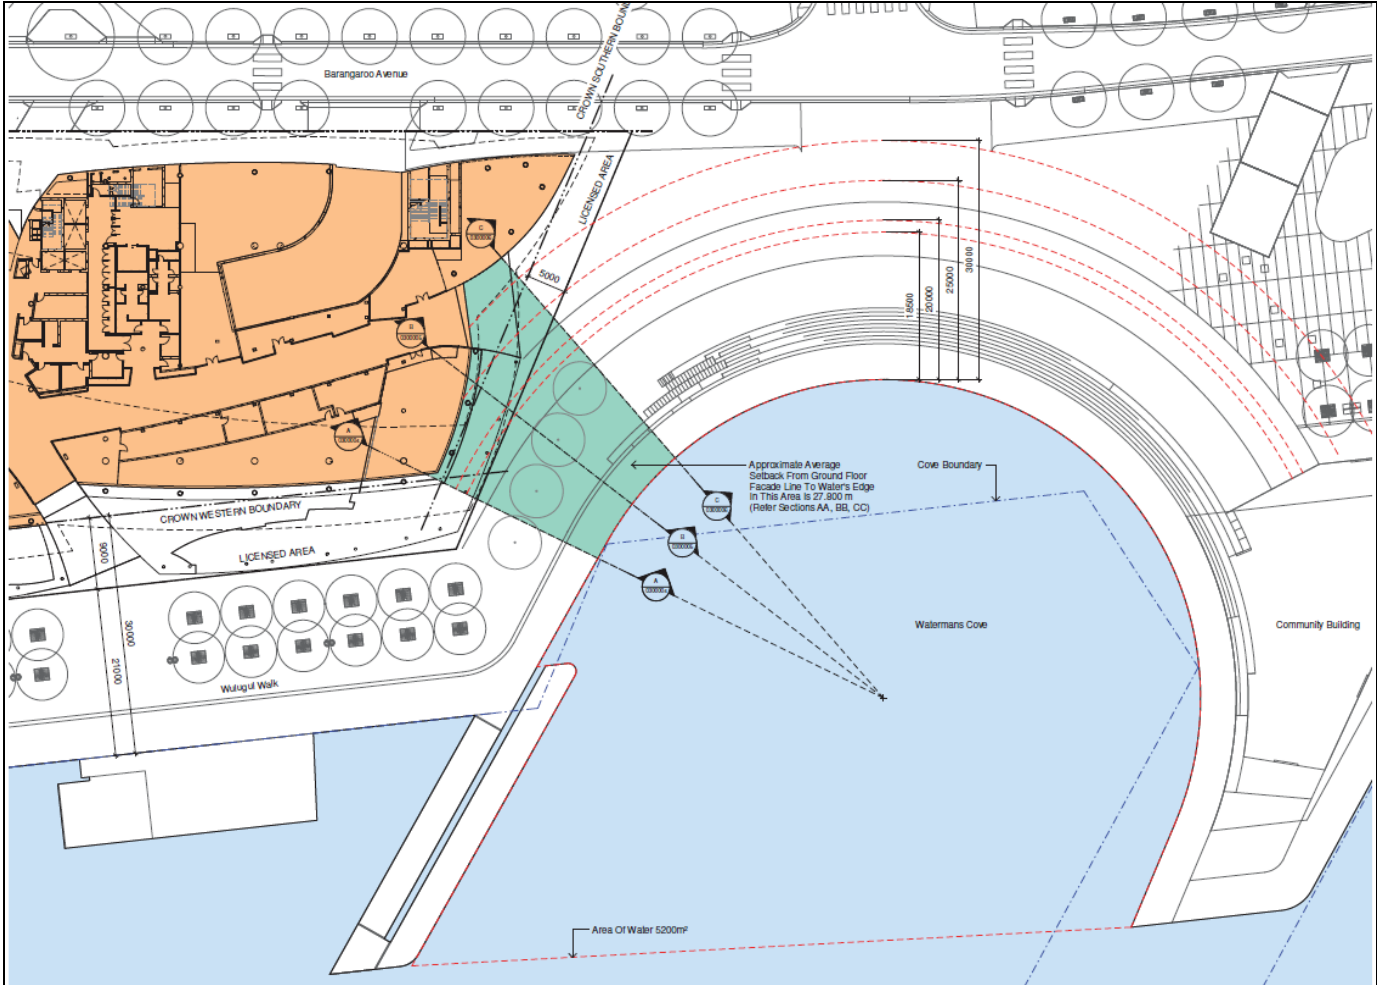 Barangaroo Avenue
CROWN SOUTHERN BOUN
LICENSED AREA
C
5000
30000
25000
20000
18500
B
A
Approximate Average
Setback From Ground Floor
Facade Line To Water's Edge
In This Area Is 27.900 m
(Refer Sections AA, BB, CC)
Cove Boundary
C
CROWN WESTERN BOUNDARY
B
LICENSED AREA
9000
A
30000
21000
Watermans Cove
Community Building
Wulugul Walk
Area Of Water 5200m²